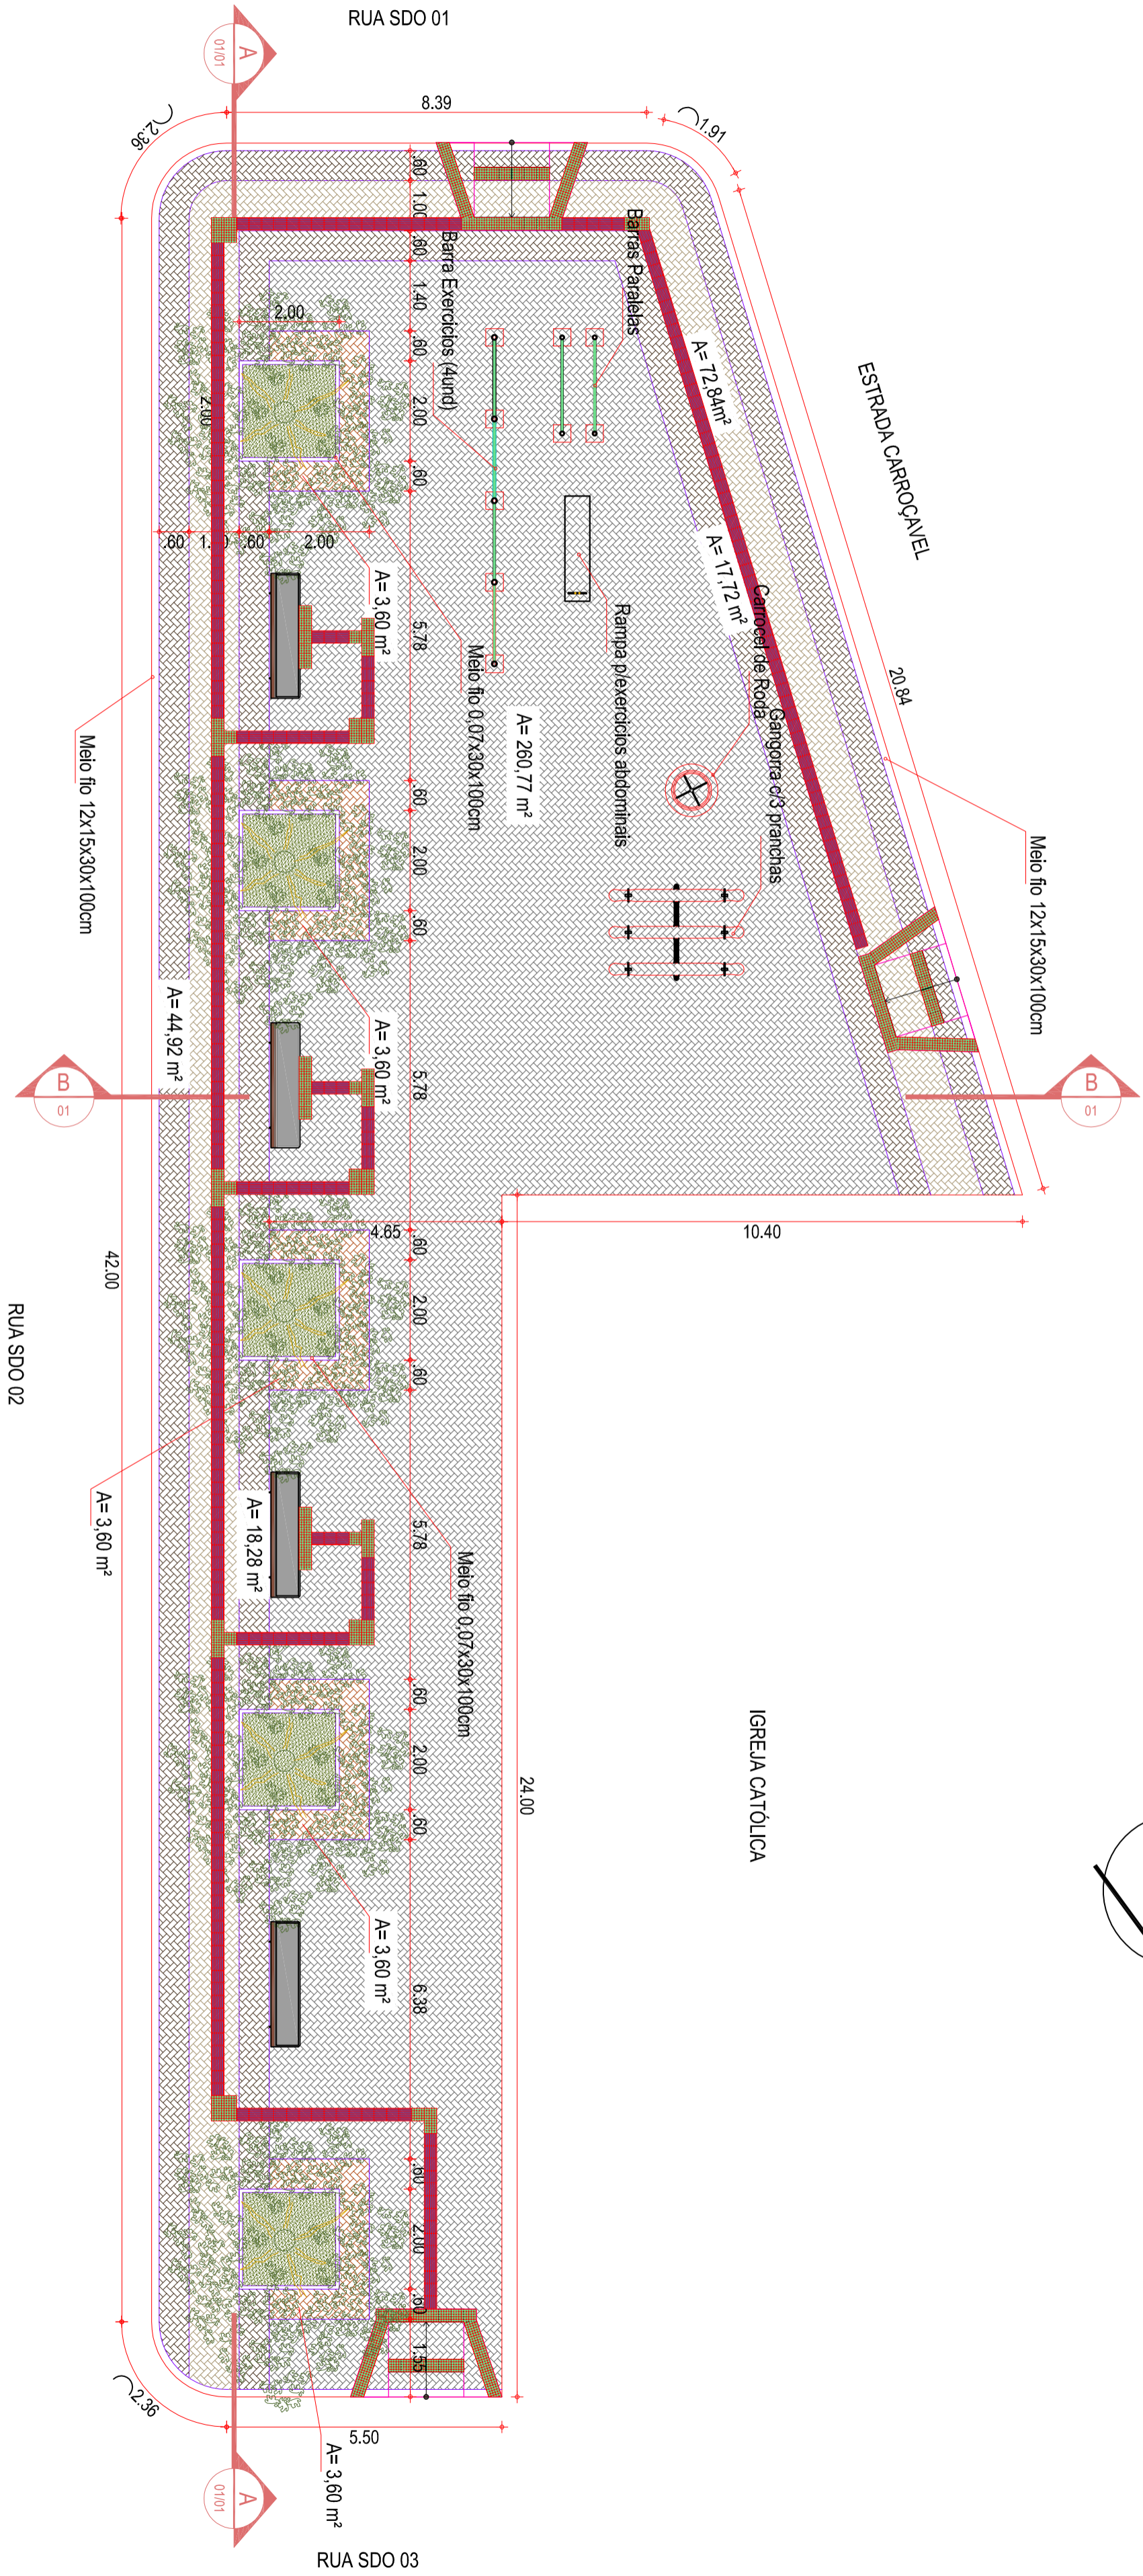 RUA SDO 01
A
01/01
8.39
2.36
1.91
.60
1.00
.60
1.40
.60
2.00
.60
2.00
2.00
Barra Exercicios (4und)
Barras Paralelas
A= 72,84m²
ESTRADA CARROÇAVEL
.60
.60
2.00
A= 3,60 m²
5.78
Meio fio 0,07x30x100cm
A= 260,77 m²
Rampa p/exercicios abdominais
A= 17,72 m²
Carrocel de Roda
Gangorra c/3 pranchas
20.84
Meio fio 12x15x30x100cm
Meio fio 12x15x30x100cm
.60
2.00
.60
A= 44,92 m²
A= 3,60 m²
5.78
B
01
B
01
4.65
10.40
42.00
RUA SDO 02
.60
2.00
.60
A= 3,60 m²
A= 18,28 m²
5.78
Meio fio 0,07x30x100cm
IGREJA CATÓLICA
24.00
.60
2.00
.60
A= 3,60 m²
6.38
.60
2.00
.60
1.55
2.36
5.50
A= 3,60 m²
A
01/01
RUA SDO 03